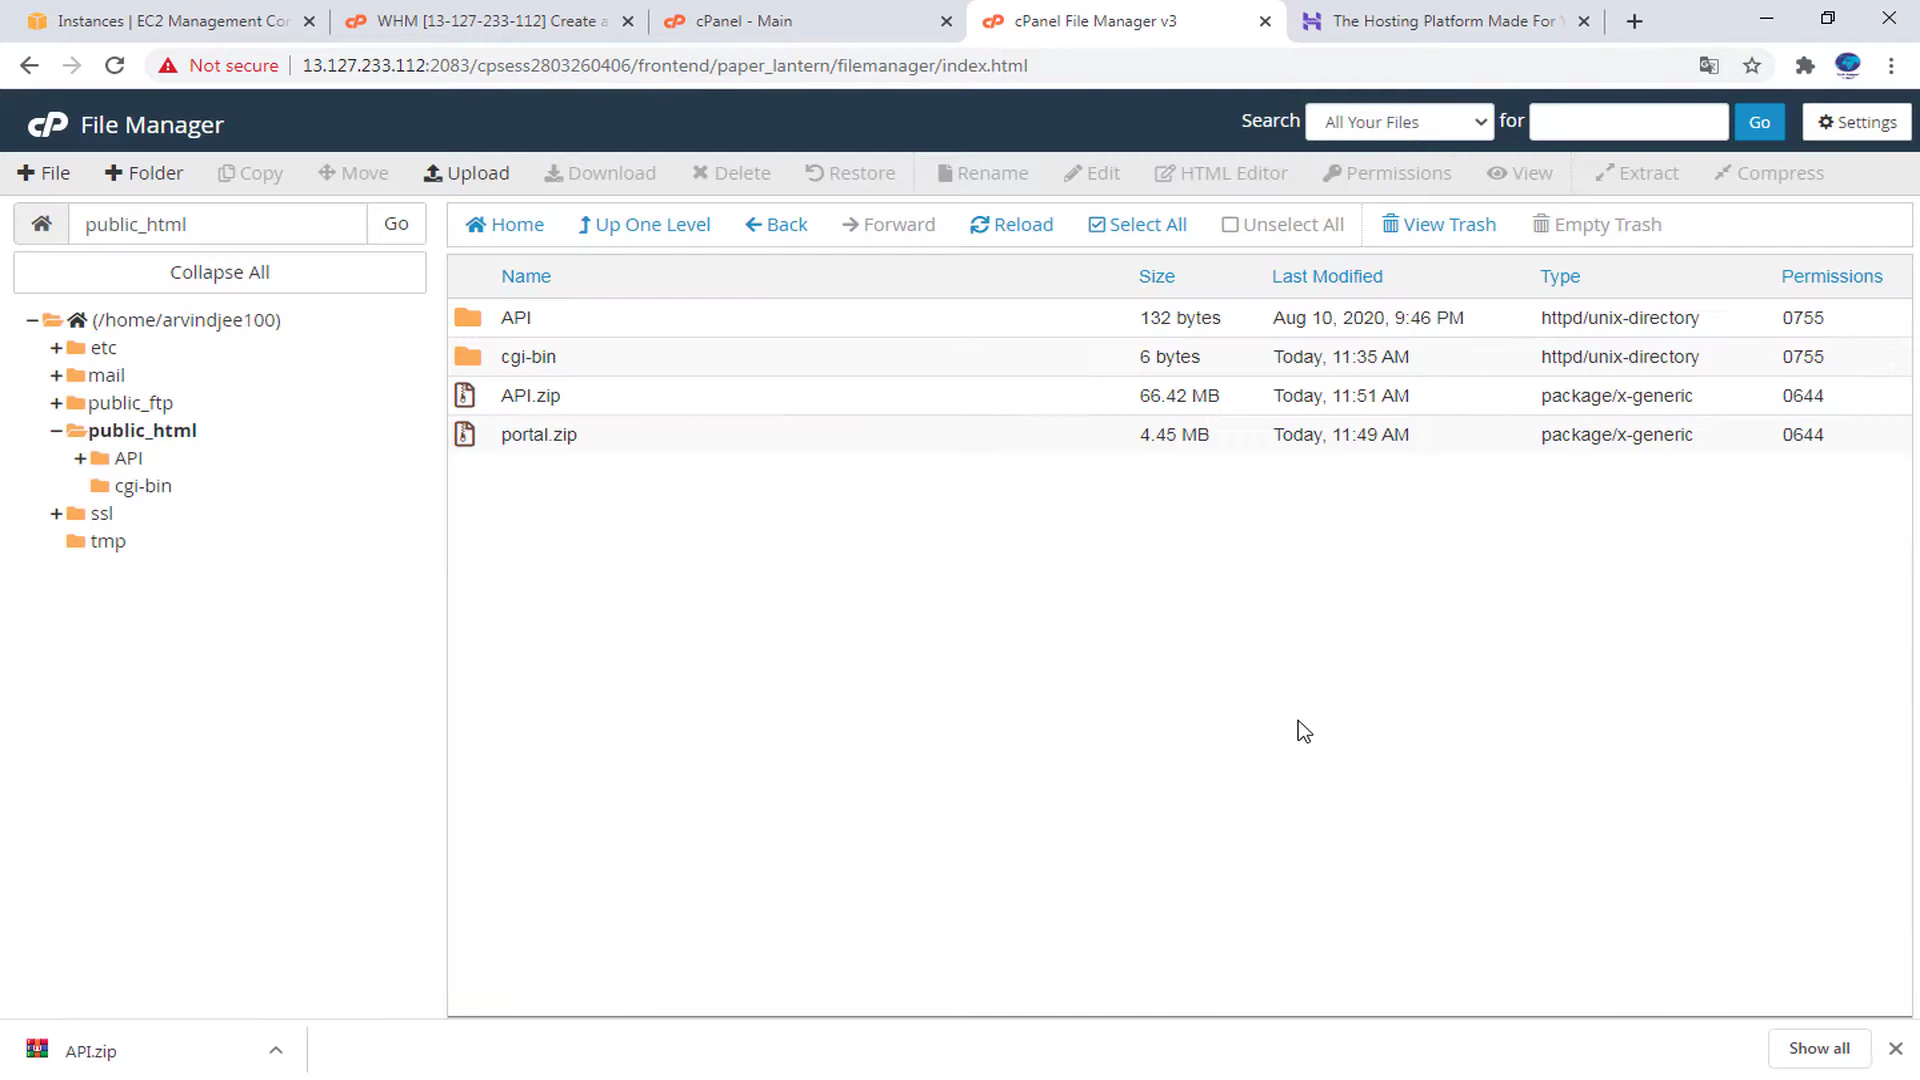 Instances | EC2 Management Cor
WHM [13-127-233-112] Create a
cPanel - Main
cPanel File Manager v3
The Hosting Platform Made For Y
Not secure
13.127.233.112:2083/cpsess2803260406/frontend/paper_lantern/filemanager/index.html
cP File Manager
Search All Your Files for Go Settings
File Folder Copy Move Upload Download Delete Restore Rename Edit HTML Editor Permissions View Extract Compress
public_html Go
Home Up One Level Back Forward Reload Select All Unselect All View Trash Empty Trash
Collapse All
(/home/arvindjee100)
etc
mail
public_ftp
public_html
API
cgi-bin
ssl
tmp
Name Size Last Modified Type Permissions
API 132 bytes Aug 10, 2020, 9:46 PM httpd/unix-directory 0755
cgi-bin 6 bytes Today, 11:35 AM httpd/unix-directory 0755
API.zip 66.42 MB Today, 11:51 AM package/x-generic 0644
portal.zip 4.45 MB Today, 11:49 AM package/x-generic 0644
API.zip
Show all